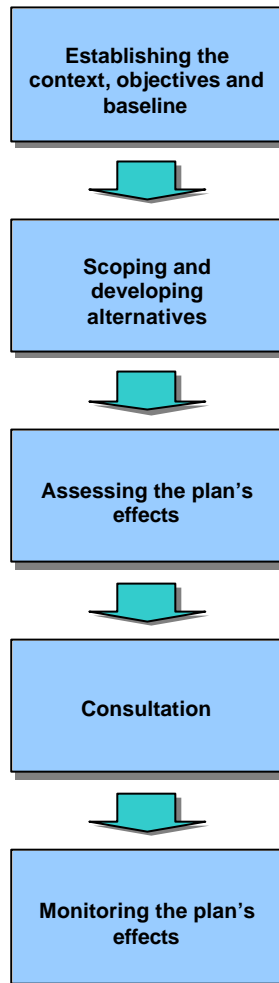 Establishing the
context, objectives and
baseline
Scoping and
developing
alternatives
Assessing the plan's
effects
Consultation
Monitoring the plan's
effects